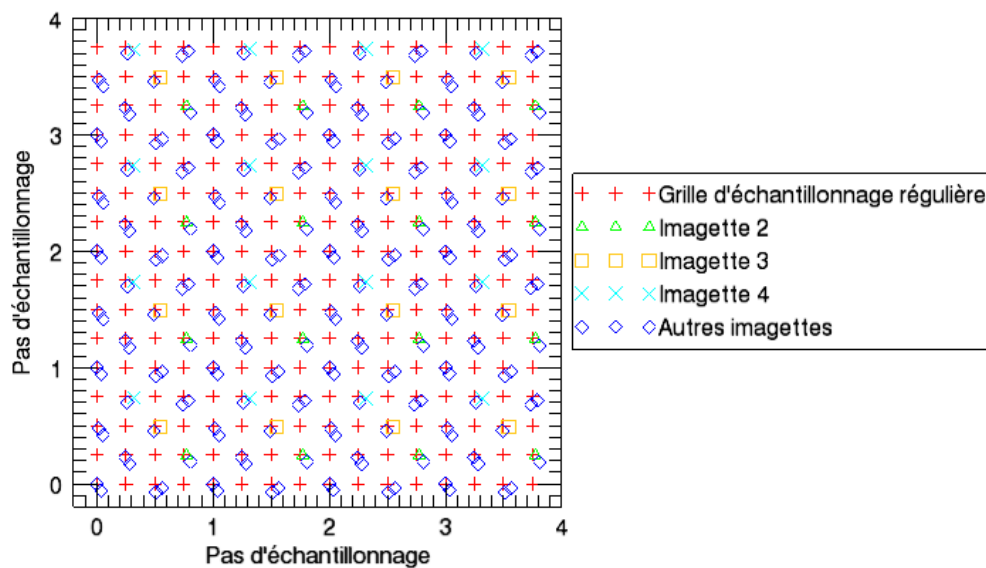 4
3
2
1
0
Pas d'échantillonnage
0 1 2 3 4
Pas d'échantillonnage
Grille d'échantillonnage régulière
Imagette 2
Imagette 3
Imagette 4
Autres imagettes